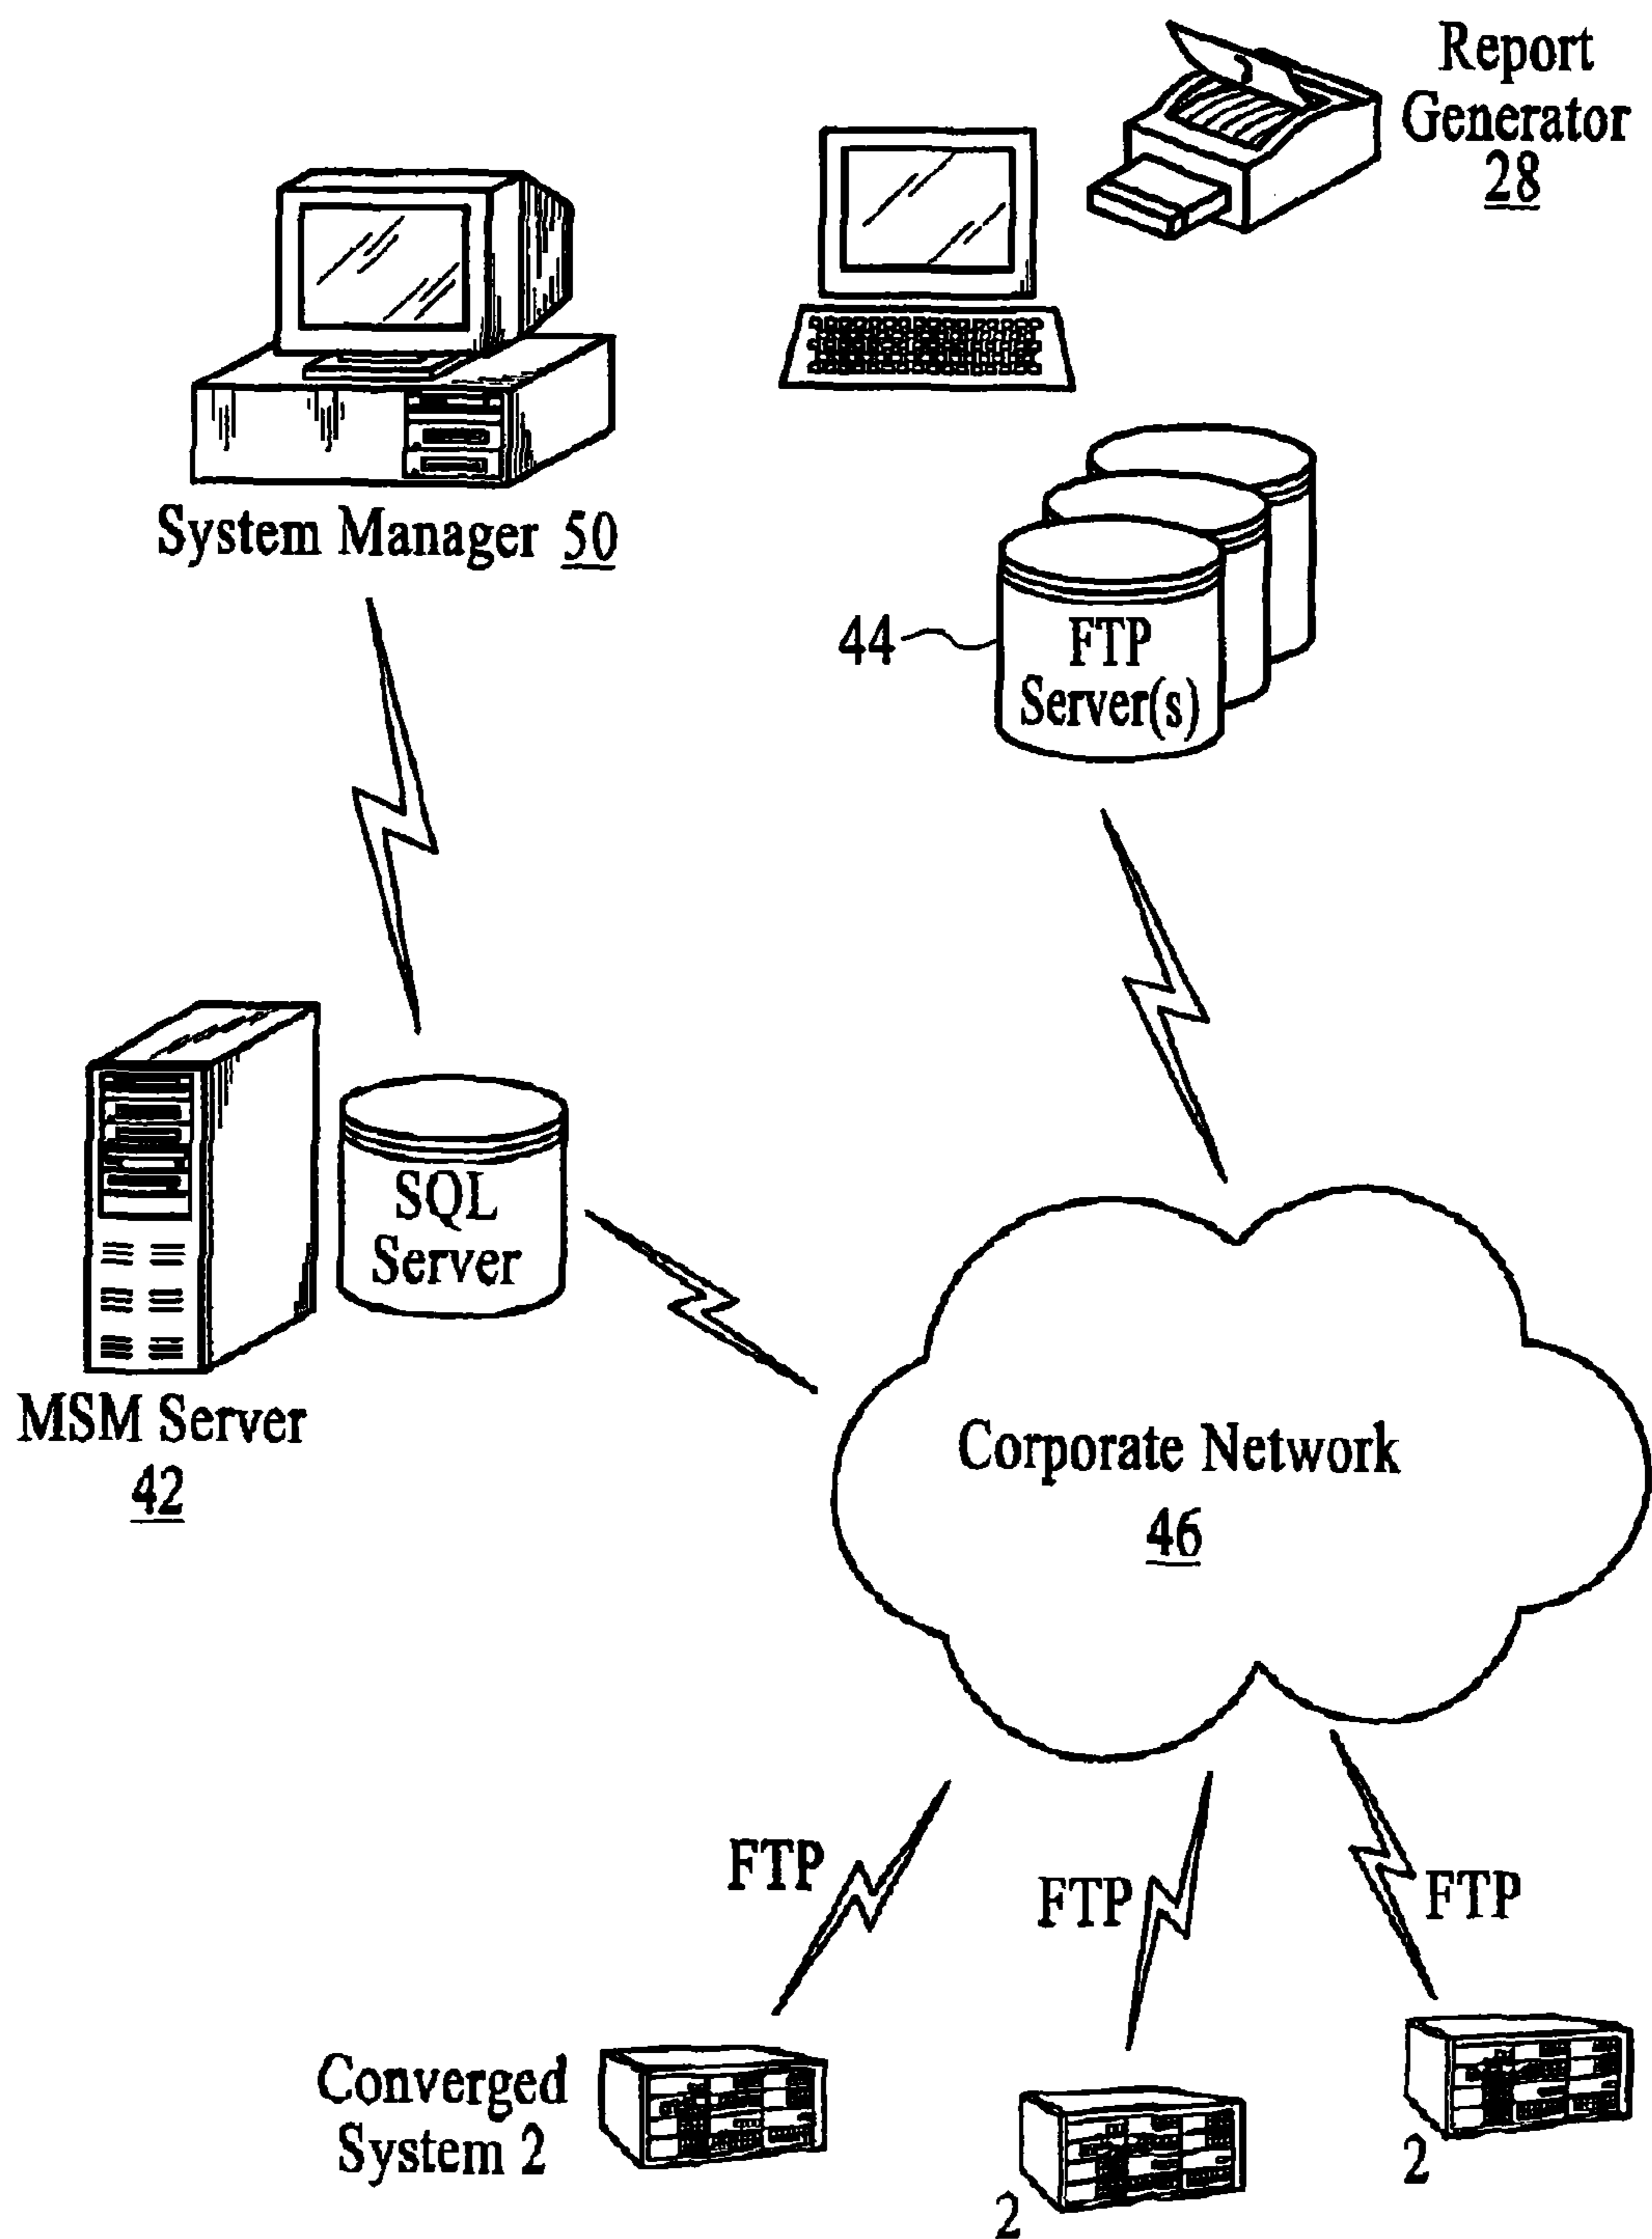 Report
Generator
28
System Manager 50
44
FTP
Server(s)
SQL
Server
MSM Server
42
Corporate Network
46
FTP
FTP
FTP
Converged
System 2
2
2